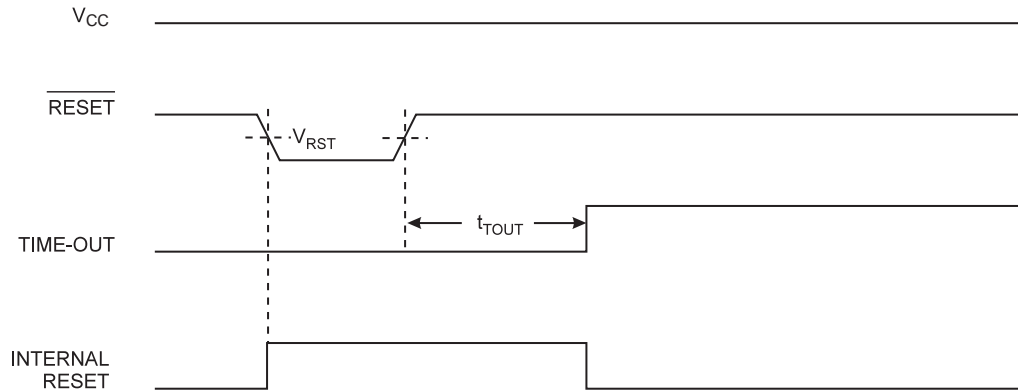 VCC
RESET
VRST
tTOUT
TIME-OUT
INTERNAL
RESET